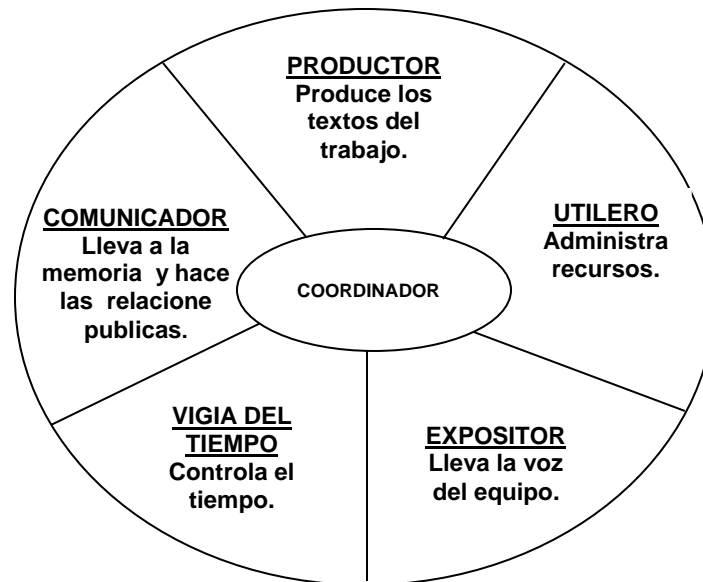 PRODUCTOR
Produce los
textos del
trabajo.
COMUNICADOR
Lleva a la
memoria y hace
las relacione
publicas.
UTILERO
Administra
recursos.
COORDINADOR
VIGIA DEL
TIEMPO
Controla el
tiempo.
EXPOSITOR
Lleva la voz
del equipo.